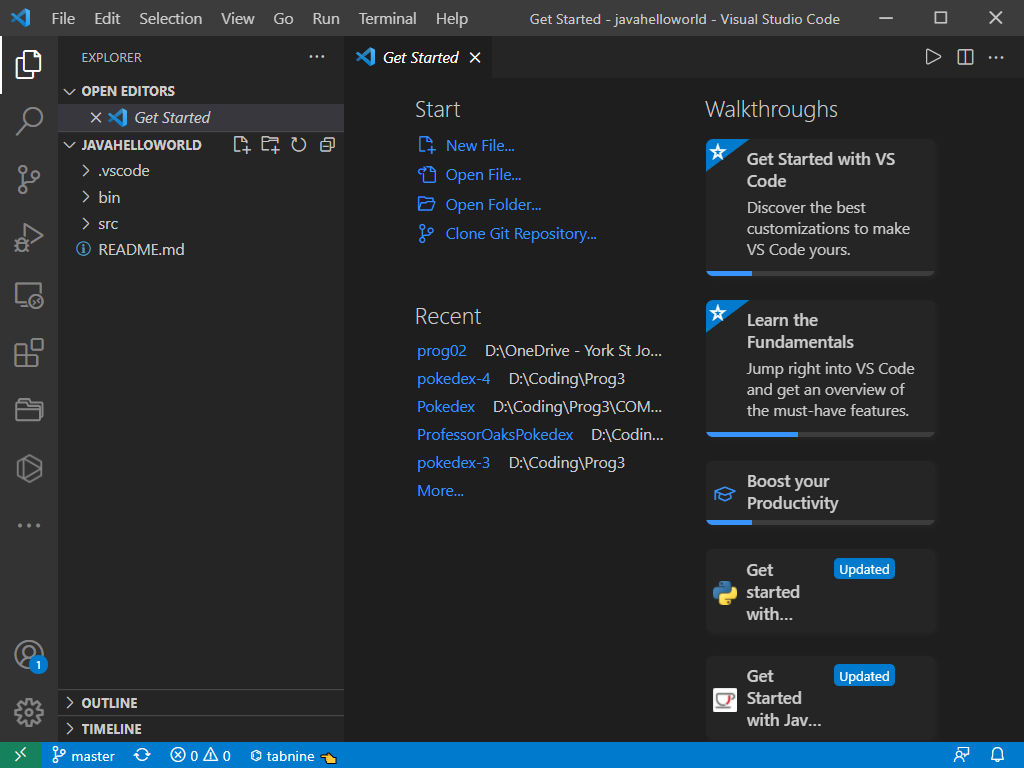 File Edit Selection View Go Run Terminal Help Get Started - javahelloworld - Visual Studio Code
EXPLORER
Get Started
OPEN EDITORS
Get Started
JAVAHELLOWORLD
.vscode
bin
src
README.md
OUTLINE
TIMELINE
1
Start
New File...
Open File...
Open Folder...
Clone Git Repository...
Recent
prog02 D:\OneDrive - York St Jo...
pokedex-4 D:\Coding\Prog3
Pokedex D:\Coding\Prog3\COM...
ProfessorOaksPokedex D:\Codin...
pokedex-3 D:\Coding\Prog3
More...
Walkthroughs
Get Started with VS
Code
Discover the best
customizations to make
VS Code yours.
Learn the
Fundamentals
Jump right into VS Code
and get an overview of
the must-have features.
Boost your
Productivity
Get
started
with...
Updated
Get
Started
with Jav...
Updated
master 0 0 tabnine